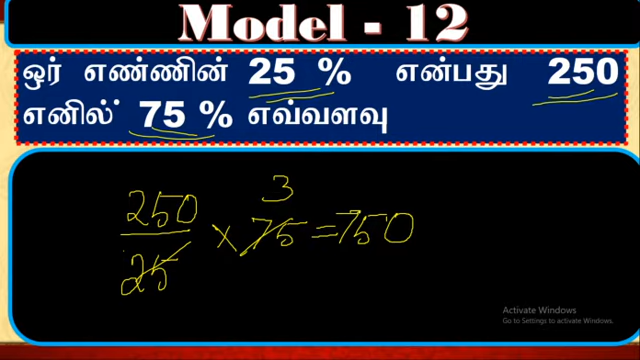 Model - 12
ஒர் எண்ணின் 25 % என்பது 250
எனில் 75 % எவ்வளவு
3
250/25 × 75 = 750
Activate Windows
Go to Settings to activate Windows.